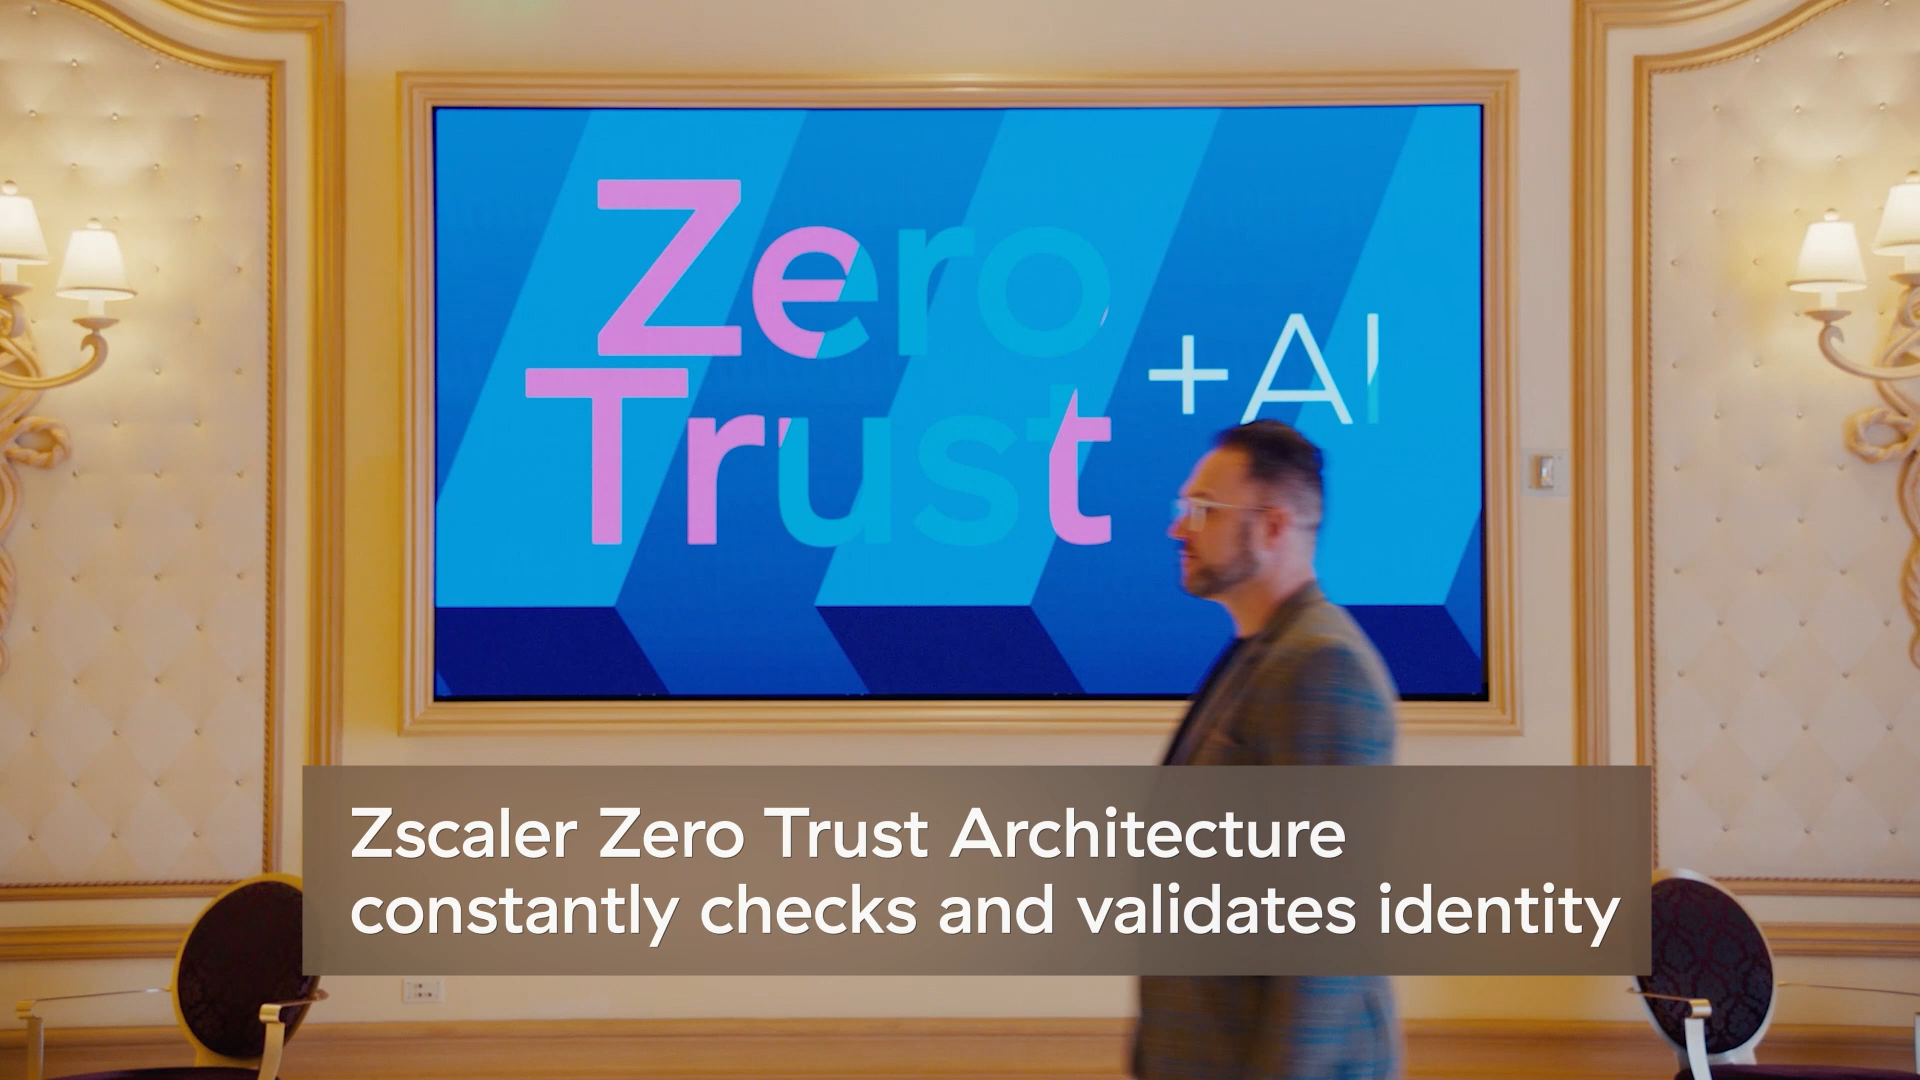 Zero
Trust
+AI
Zscaler Zero Trust Architecture
constantly checks and validates identity